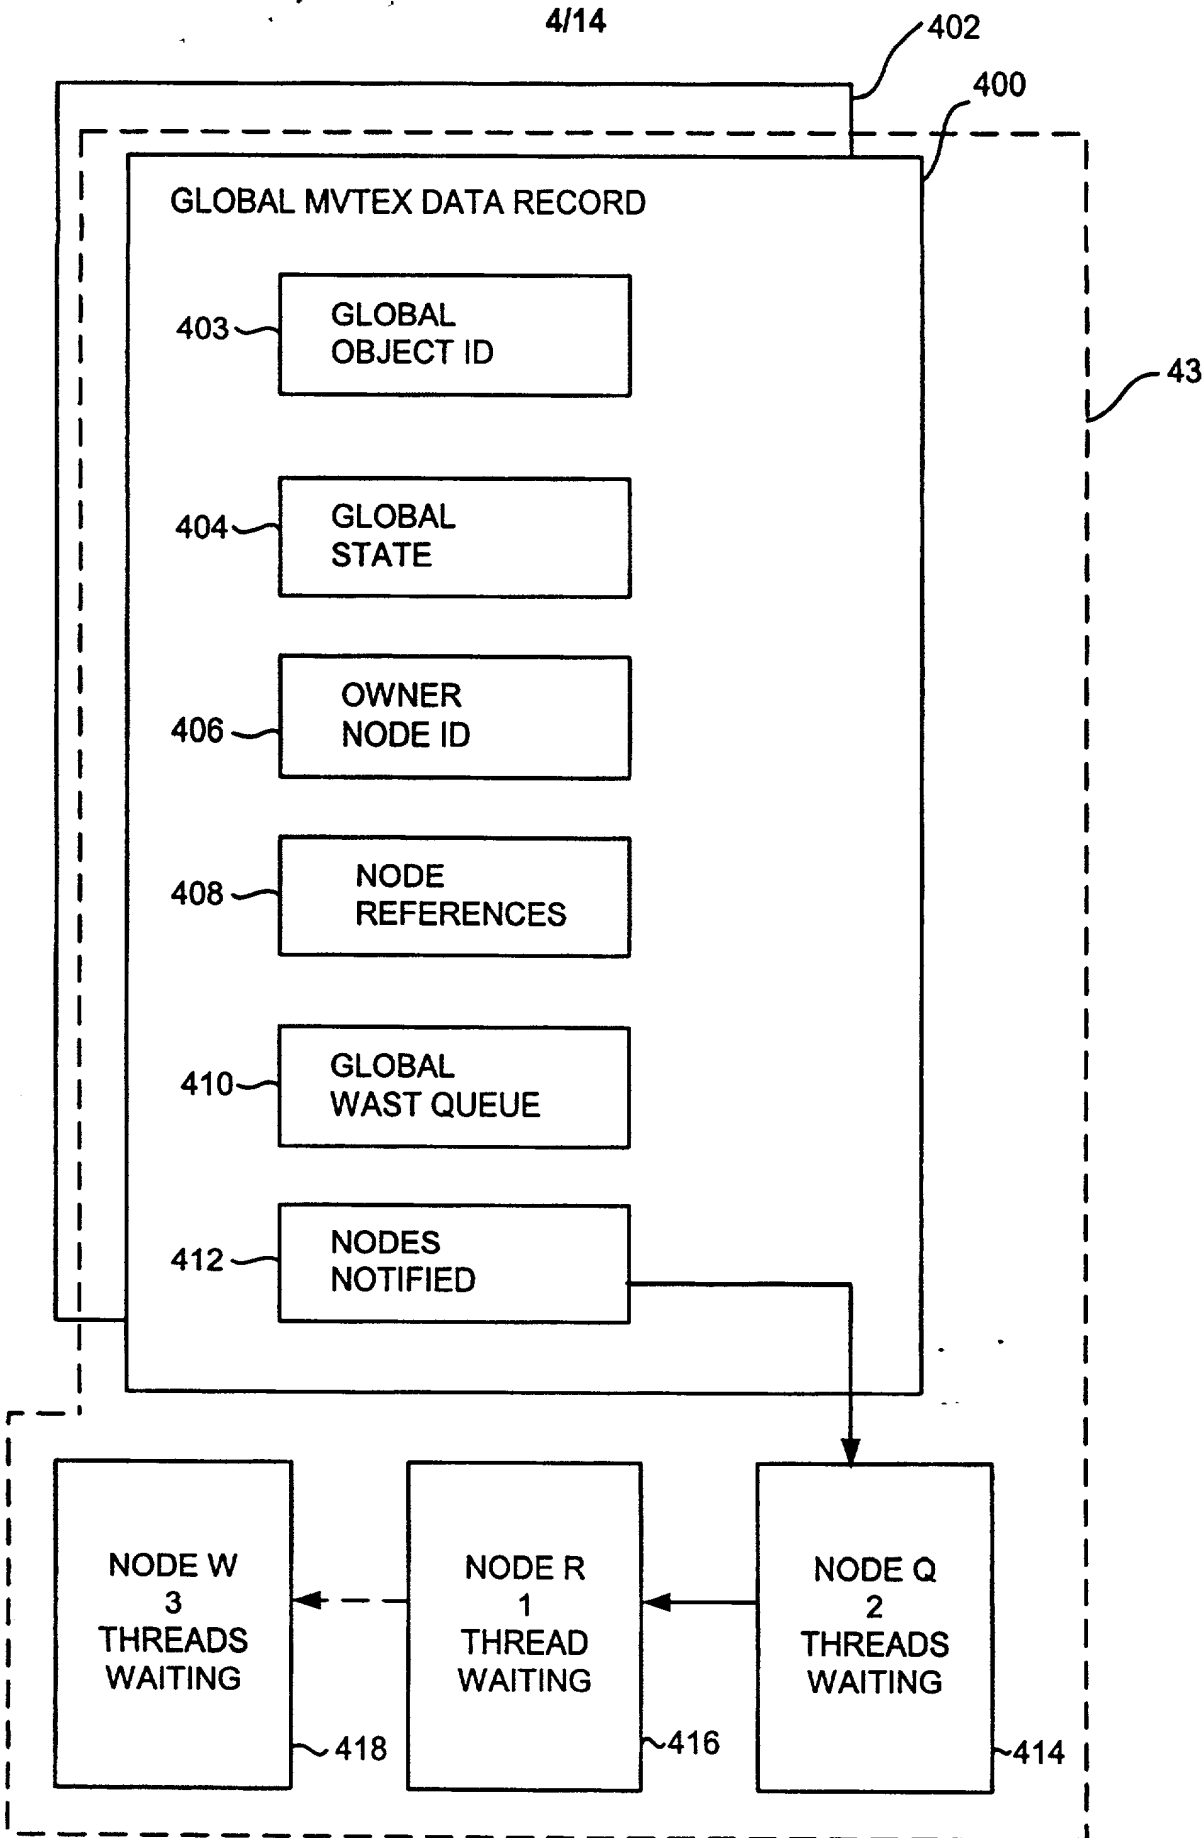 4/14
402
400
GLOBAL MVTEX DATA RECORD
403
GLOBAL
OBJECT ID
43
404
GLOBAL
STATE
406
OWNER
NODE ID
408
NODE
REFERENCES
410
GLOBAL
WAST QUEUE
412
NODES
NOTIFIED
NODE W
3
THREADS
WAITING
418
NODE R
1
THREAD
WAITING
416
NODE Q
2
THREADS
WAITING
414